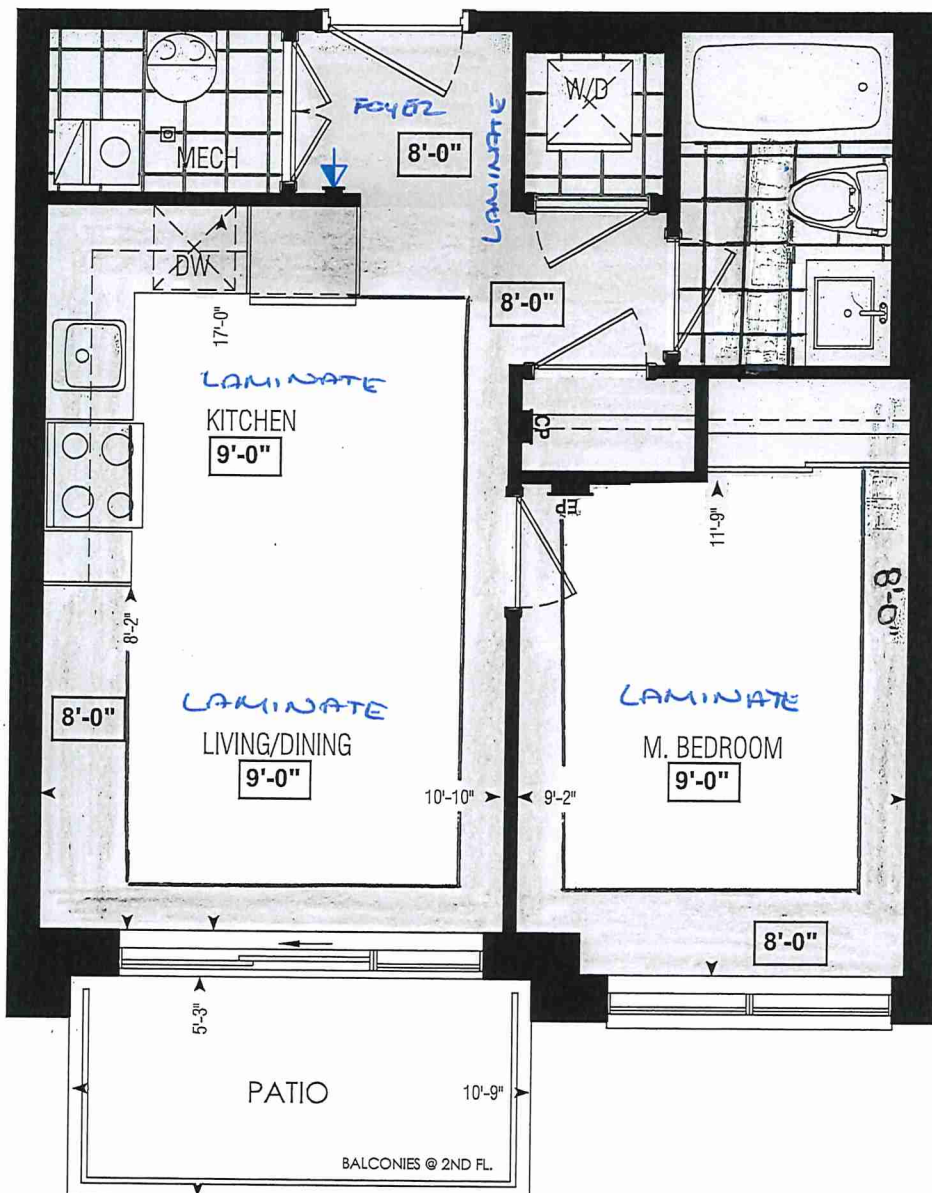 W/D
FOYER
MECH
8'-0"
LAMINATE
DW
17'-0"
8'-0"
LAMINATE
KITCHEN
9'-0"
CP
EP
11'-9"
8'-0"
8'-2"
8'-0"
LAMINATE
LIVING/DINING
9'-0"
LAMINATE
M. BEDROOM
9'-0"
10'-10"
9'-2"
8'-0"
5'-3"
PATIO
10'-9"
BALCONIES @ 2ND FL.